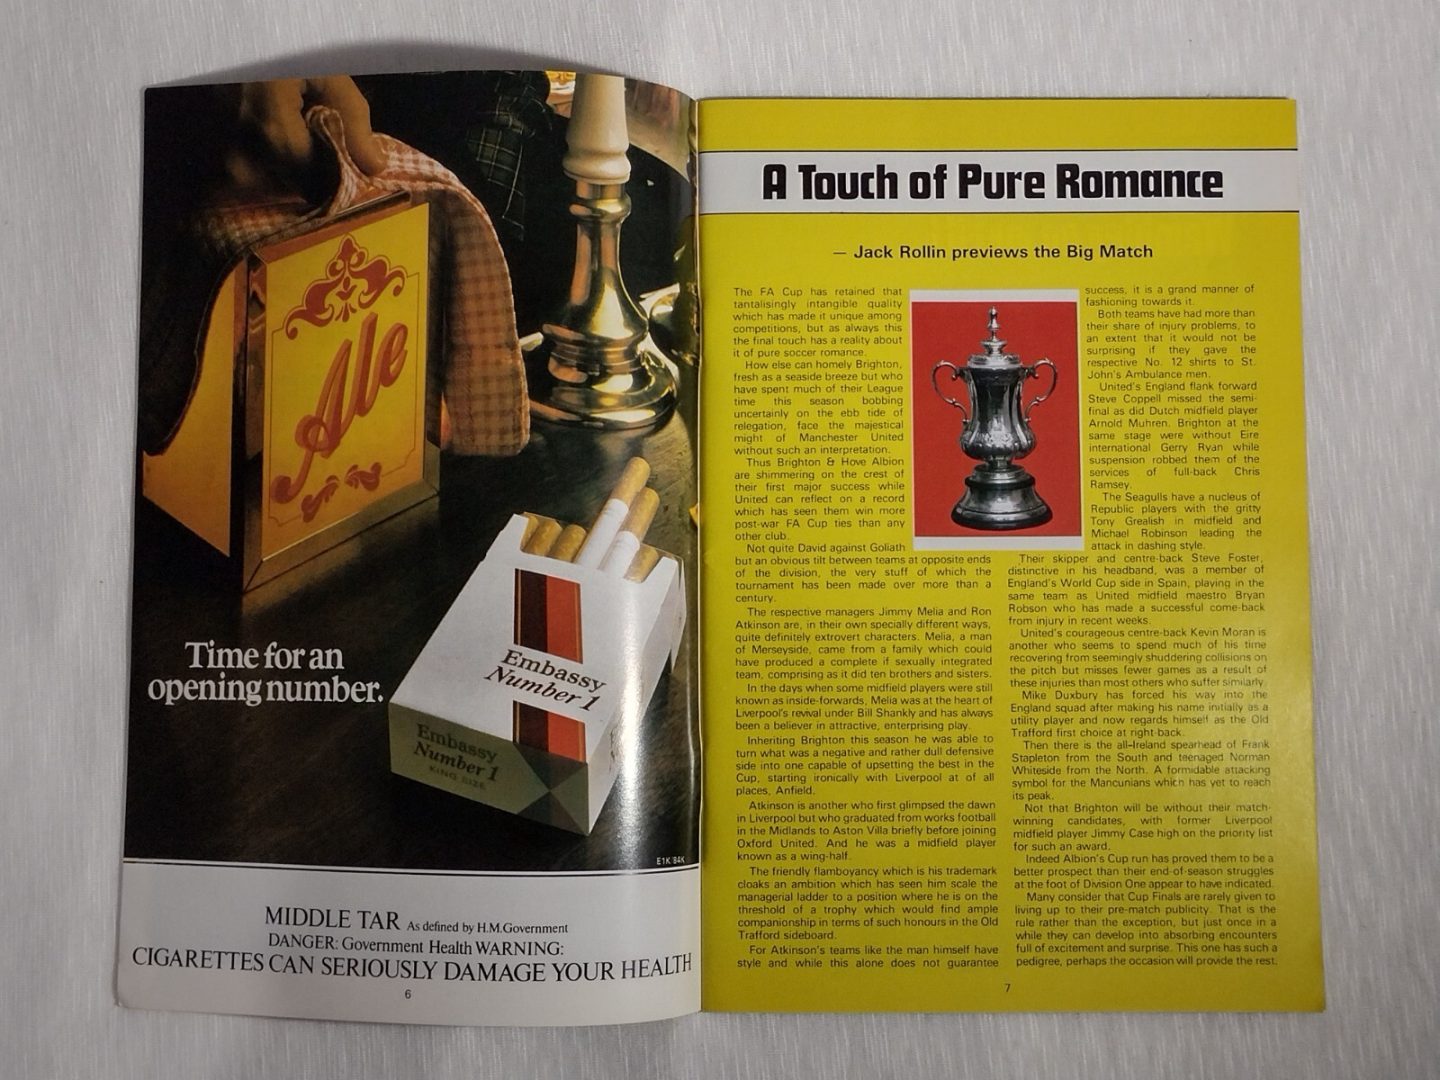 Ale
Time for an
opening number.
Embassy
Number 1
Embassy
Number 1
KING SIZE
E1K/84K
MIDDLE TAR As defined by H.M.Government
DANGER: Government Health WARNING:
CIGARETTES CAN SERIOUSLY DAMAGE YOUR HEALTH
6
A Touch of Pure Romance
— Jack Rollin previews the Big Match
The FA Cup has retained that
tantalisingly intangible quality
which has made it unique among
competitions, but as always this
the final touch has a reality about
it of pure soccer romance.
How else can homely Brighton,
fresh as a seaside breeze but who
have spent much of their League
time this season bobbing
uncertainly on the ebb tide of
relegation, face the majestical
might of Manchester United
without such an interpretation.
Thus Brighton & Hove Albion
are shimmering on the crest of
their first major success while
United can reflect on a record
which has seen them win more
post-war FA Cup ties than any
other club.
Not quite David against Goliath
but an obvious tilt between teams at opposite ends
of the division, the very stuff of which the
tournament has been made over more than a
century.
The respective managers Jimmy Melia and Ron
Atkinson are, in their own specially different ways,
quite definitely extrovert characters. Melia, a man
of Merseyside, came from a family which could
have produced a complete if sexually integrated
team, comprising as it did ten brothers and sisters.
In the days when some midfield players were still
known as inside-forwards, Melia was at the heart of
Liverpool's revival under Bill Shankly and has always
been a believer in attractive, enterprising play.
Inheriting Brighton this season he was able to
turn what was a negative and rather dull defensive
side into one capable of upsetting the best in the
Cup, starting ironically with Liverpool at of all
places, Anfield.
Atkinson is another who first glimpsed the dawn
in Liverpool but who graduated from works football
in the Midlands to Aston Villa briefly before joining
Oxford United. And he was a midfield player
known as a wing-half.
The friendly flamboyancy which is his trademark
cloaks an ambition which has seen him scale the
managerial ladder to a position where he is on the
threshold of a trophy which would find ample
companionship in terms of such honours in the Old
Trafford sideboard.
For Atkinson's teams like the man himself have
style and while this alone does not guarantee
success, it is a grand manner of
fashioning towards it.
Both teams have had more than
their share of injury problems, to
an extent that it would not be
surprising if they gave the
respective No. 12 shirts to St.
John's Ambulance men.
United's England flank forward
Steve Coppell missed the semi-
final as did Dutch midfield player
Arnold Muhren. Brighton at the
same stage were without Eire
international Gerry Ryan while
suspension robbed them of the
services of full-back Chris
Ramsey.
The Seagulls have a nucleus of
Republic players with the gritty
Tony Grealish in midfield and
Michael Robinson leading the
attack in dashing style.
Their skipper and centre-back Steve Foster,
distinctive in his headband, was a member of
England's World Cup side in Spain, playing in the
same team as United midfield maestro Bryan
Robson who has made a successful come-back
from injury in recent weeks.
United's courageous centre-back Kevin Moran is
another who seems to spend much of his time
recovering from seemingly shuddering collisions on
the pitch but misses fewer games as a result of
these injuries than most others who suffer similarly.
Mike Duxbury has forced his way into the
England squad after making his name initially as a
utility player and now regards himself as the Old
Trafford first choice at right-back.
Then there is the all-Ireland spearhead of Frank
Stapleton from the South and teenaged Norman
Whiteside from the North. A formidable attacking
symbol for the Mancunians which has yet to reach
its peak.
Not that Brighton will be without their match-
winning candidates, with former Liverpool
midfield player Jimmy Case high on the priority list
for such an award.
Indeed Albion's Cup run has proved them to be a
better prospect than their end-of-season struggles
at the foot of Division One appear to have indicated.
Many consider that Cup Finals are rarely given to
living up to their pre-match publicity. That is the
rule rather than the exception, but just once in a
while they can develop into absorbing encounters
full of excitement and surprise. This one has such a
pedigree, perhaps the occasion will provide the rest.
7